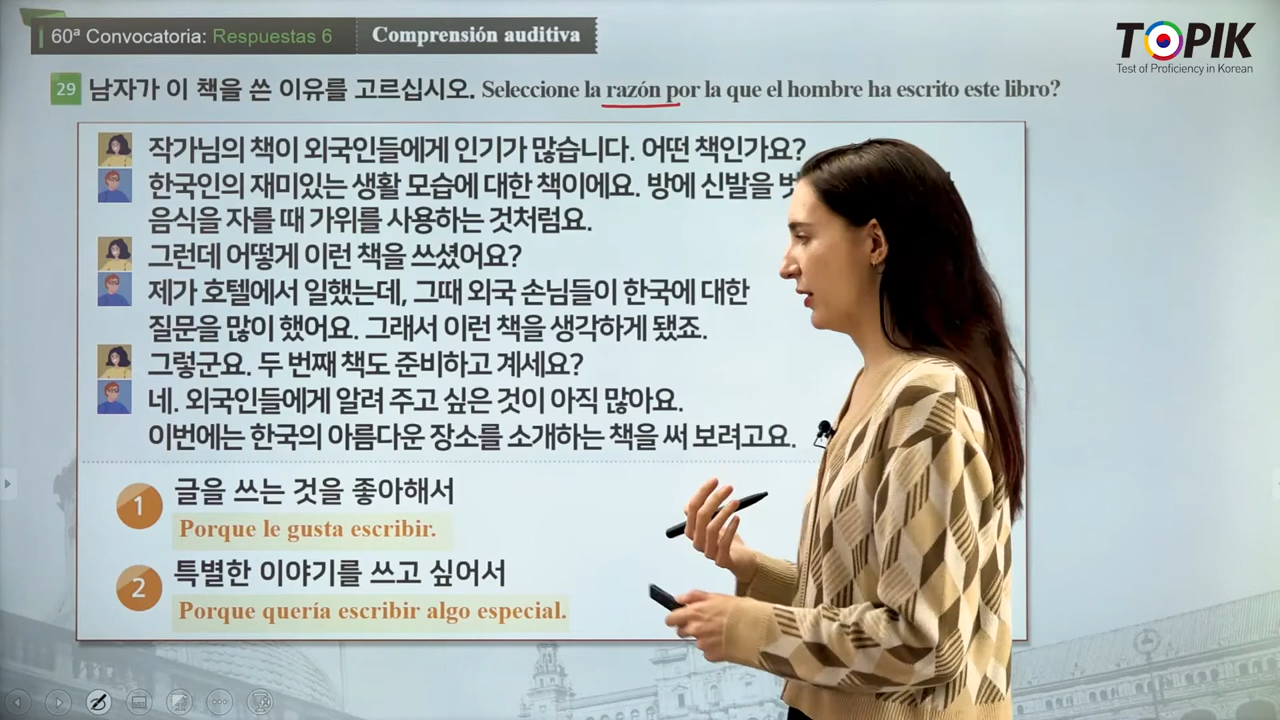 60ª Convocatoria: Respuestas 6 Comprensión auditiva
TOPIK
Test of Proficiency in Korean
29 남자가 이 책을 쓴 이유를 고르십시오. Seleccione la razón por la que el hombre ha escrito este libro?
작가님의 책이 외국인들에게 인기가 많습니다. 어떤 책인가요?
한국인의 재미있는 생활 모습에 대한 책이에요. 방에 신발을
음식을 자를 때 가위를 사용하는 것처럼요.
그런데 어떻게 이런 책을 쓰셨어요?
제가 호텔에서 일했는데, 그때 외국 손님들이 한국에 대한
질문을 많이 했어요. 그래서 이런 책을 생각하게 됐죠.
그렇군요. 두 번째 책도 준비하고 계세요?
네. 외국인들에게 알려 주고 싶은 것이 아직 많아요.
이번에는 한국의 아름다운 장소를 소개하는 책을 써 보려고요.
1 글을 쓰는 것을 좋아해서
Porque le gusta escribir.
2 특별한 이야기를 쓰고 싶어서
Porque quería escribir algo especial.